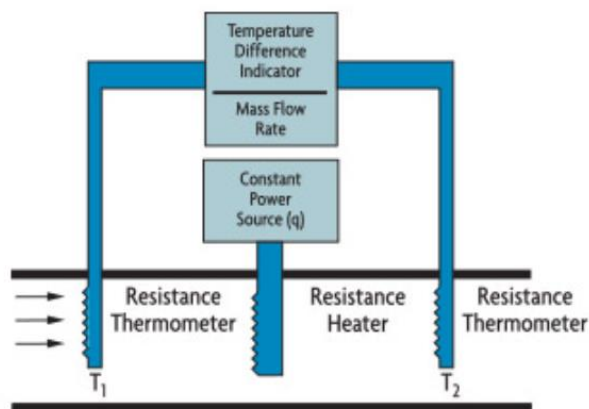 Temperature
Difference
Indicator
Mass Flow
Rate
Constant
Power
Source (q)
Resistance
Thermometer
Resistance
Heater
Resistance
Thermometer
T1
T2